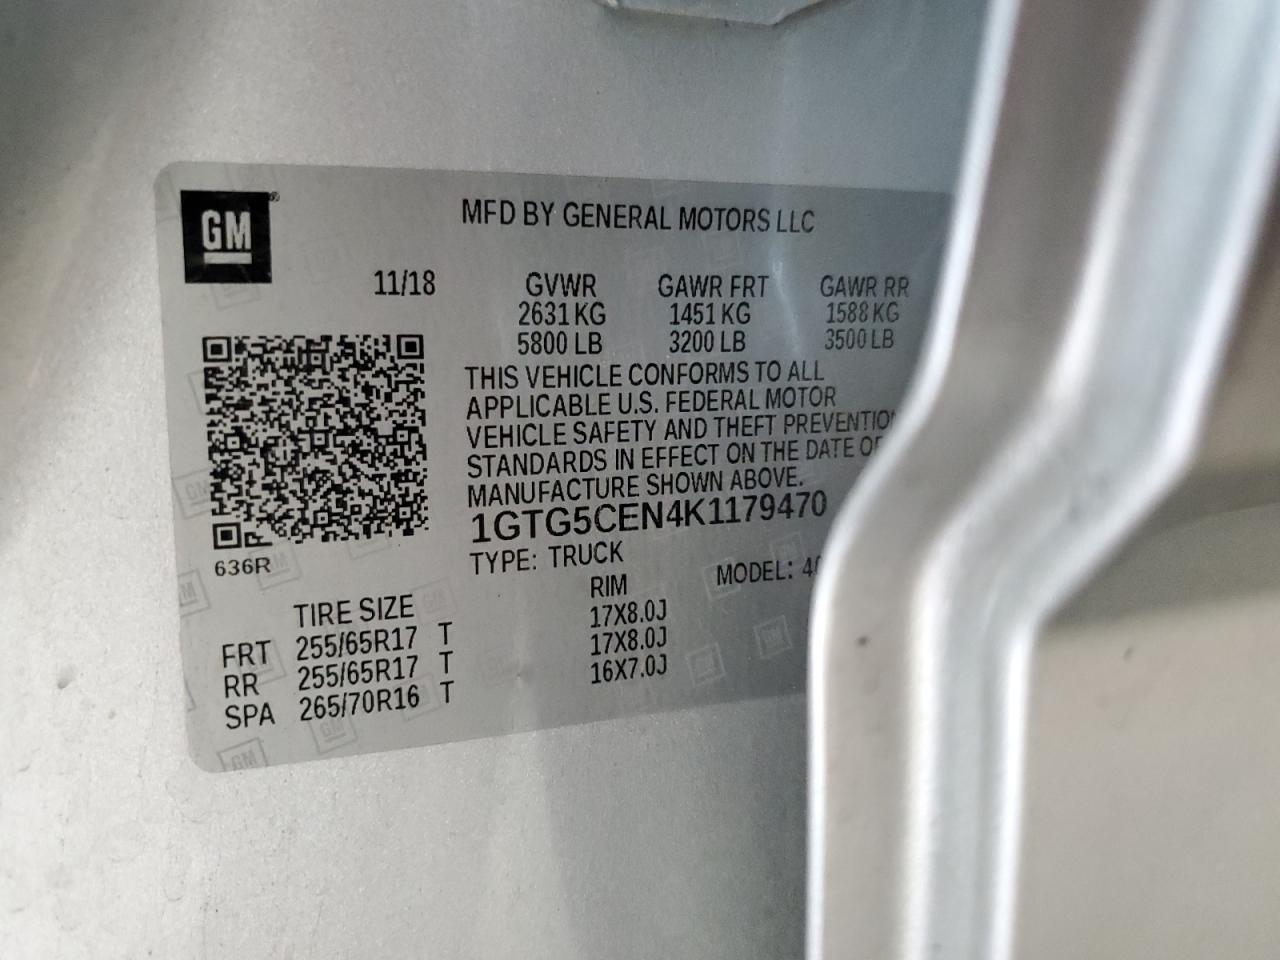 GM
MFD BY GENERAL MOTORS LLC
11/18
GVWR GAWR FRT GAWR RR
2631 KG 1451 KG 1588 KG
5800 LB 3200 LB 3500 LB
THIS VEHICLE CONFORMS TO ALL
APPLICABLE U.S. FEDERAL MOTOR
VEHICLE SAFETY AND THEFT PREVENTIO
STANDARDS IN EFFECT ON THE DATE OF
MANUFACTURE SHOWN ABOVE.
1GTG5CEN4K1179470
636R
TYPE: TRUCK
MODEL: 40
TIRE SIZE RIM
FRT 255/65R17 T 17X8.0J
RR 255/65R17 T 17X8.0J
SPA 265/70R16 T 16X7.0J